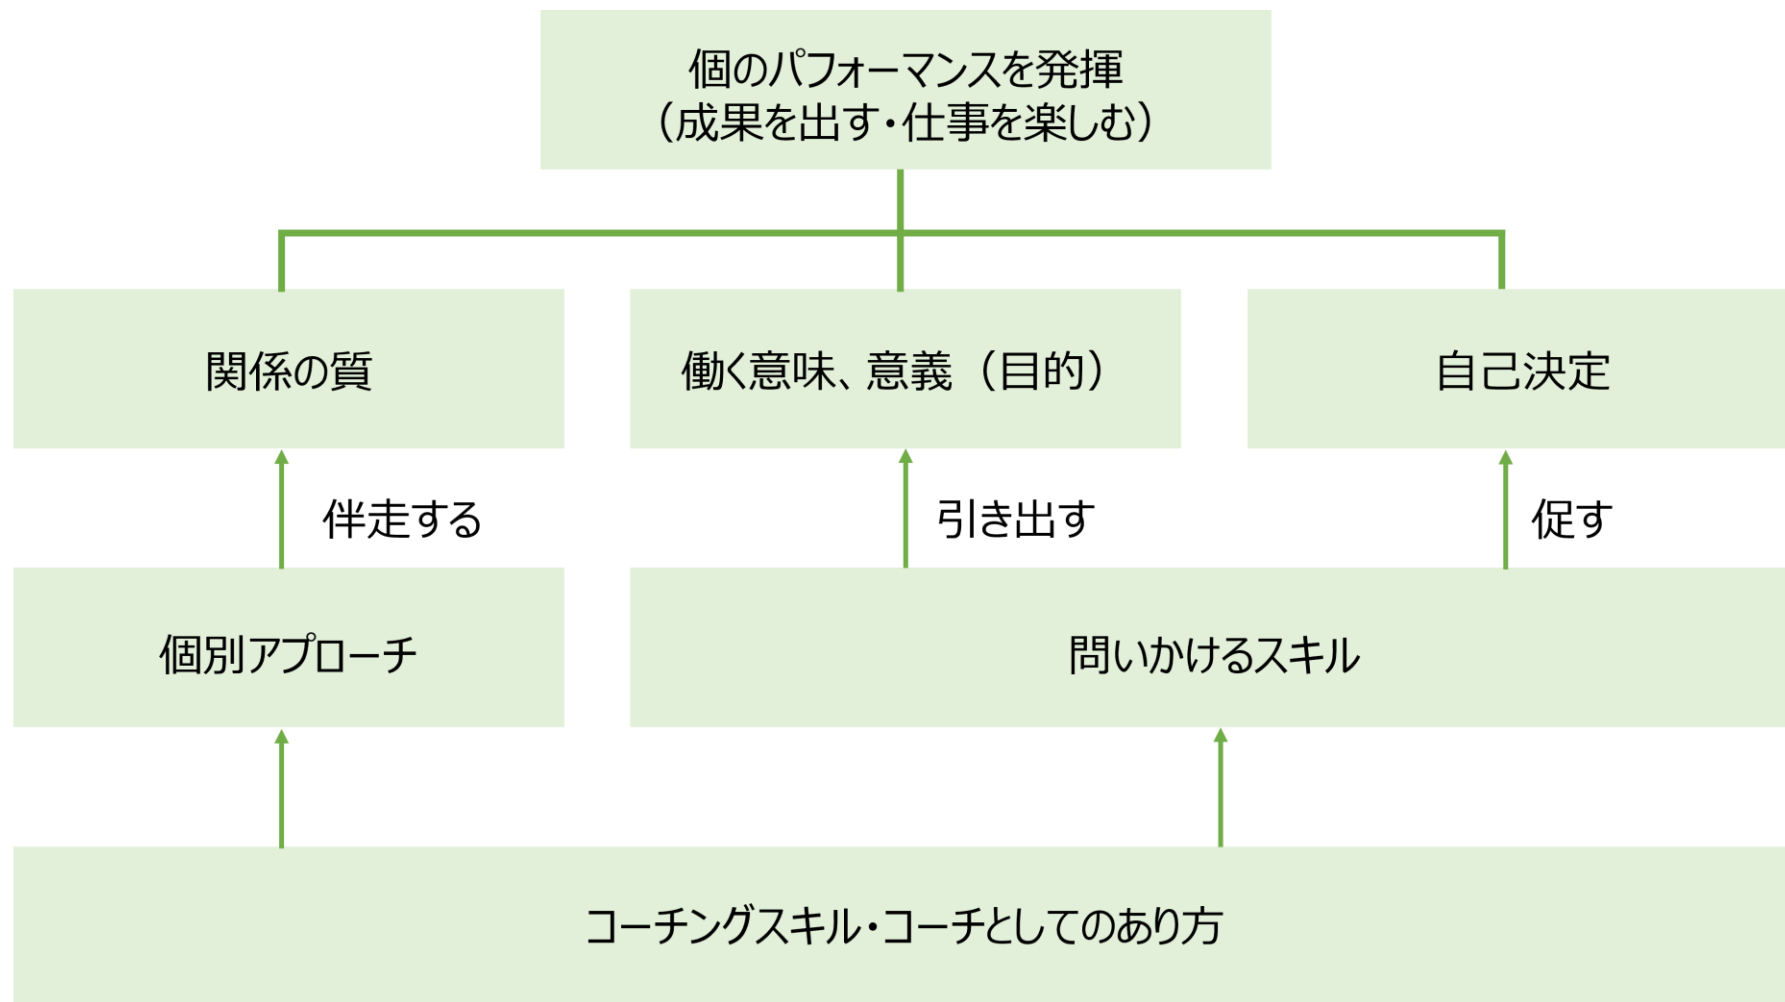 個のパフォーマンスを発揮
（成果を出す・仕事を楽しむ）
関係の質
働く意味、意義（目的）
自己決定
伴走する
引き出す
促す
個別アプローチ
問いかけるスキル
コーチングスキル・コーチとしてのあり方